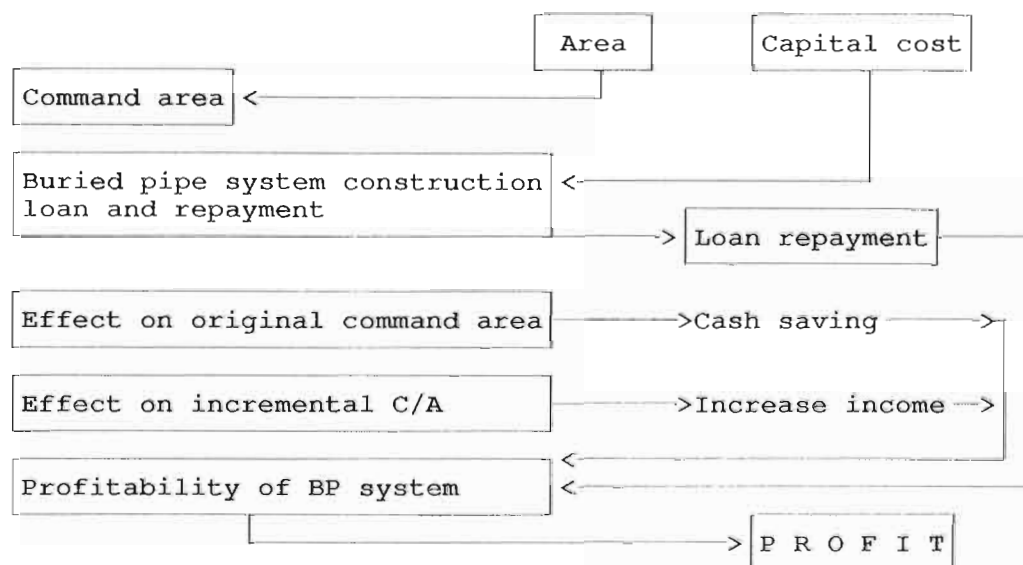 Area
Capital cost
Command area
Buried pipe system construction
loan and repayment
Loan repayment
Effect on original command area
Cash saving
Effect on incremental C/A
Increase income
Profitability of BP system
P R O F I T